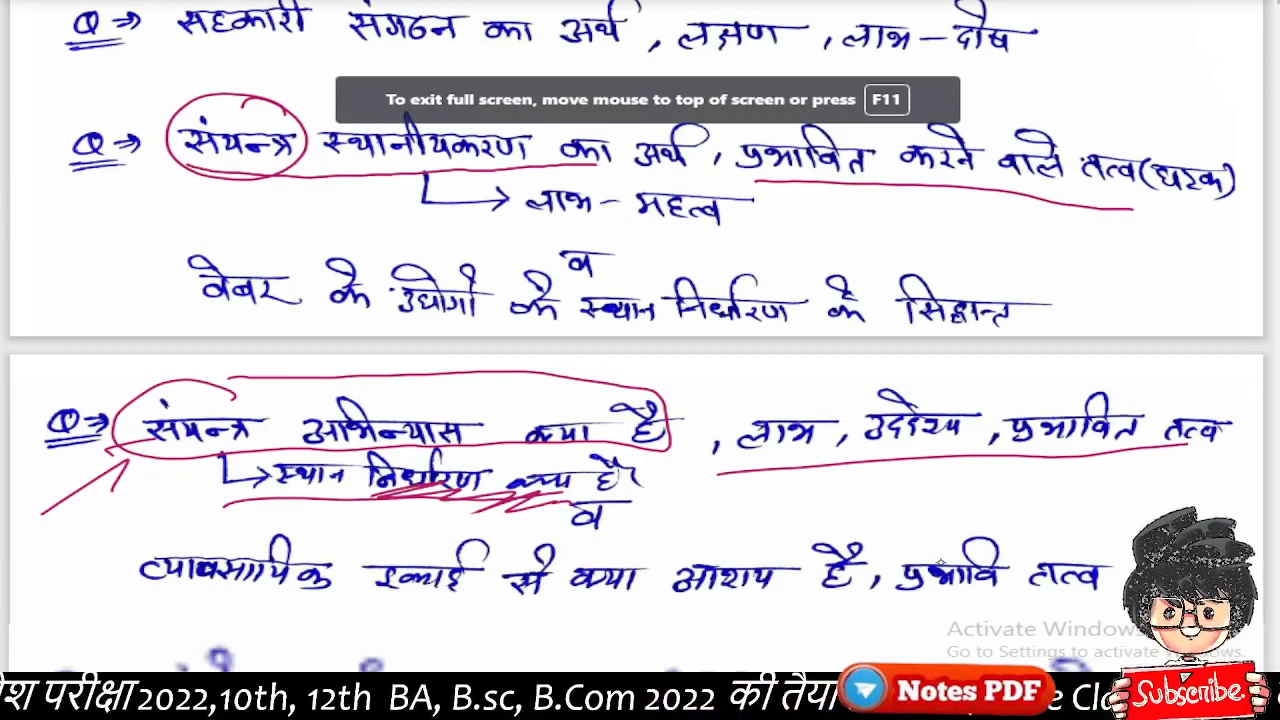 Q⇒ सहकारी संगठन का अर्थ, लक्षण, लाभ-दोष
To exit full screen, move mouse to top of screen or press F11
Q⇒ संयन्त्र स्थानीयकरण का अर्थ, प्रभावित करने वाले तत्व(घटक)
→ लाभ-महत्व
व
वेबर के उद्योगों के स्थान निर्धारण के सिद्धान्त
Q⇒ संयन्त्र अभिन्यास क्या है, लाभ, उद्देश्य, प्रभावित तत्व
→ स्थान निर्धारण क्या है।
व
व्यावसायिक इकाई से क्या आशय है, प्रभावि तत्व
Activate Windows
Go to Settings to activate Windows.
परीक्षा 2022,10th, 12th BA, B.sc, B.Com 2022 की
Notes PDF
Subscribe